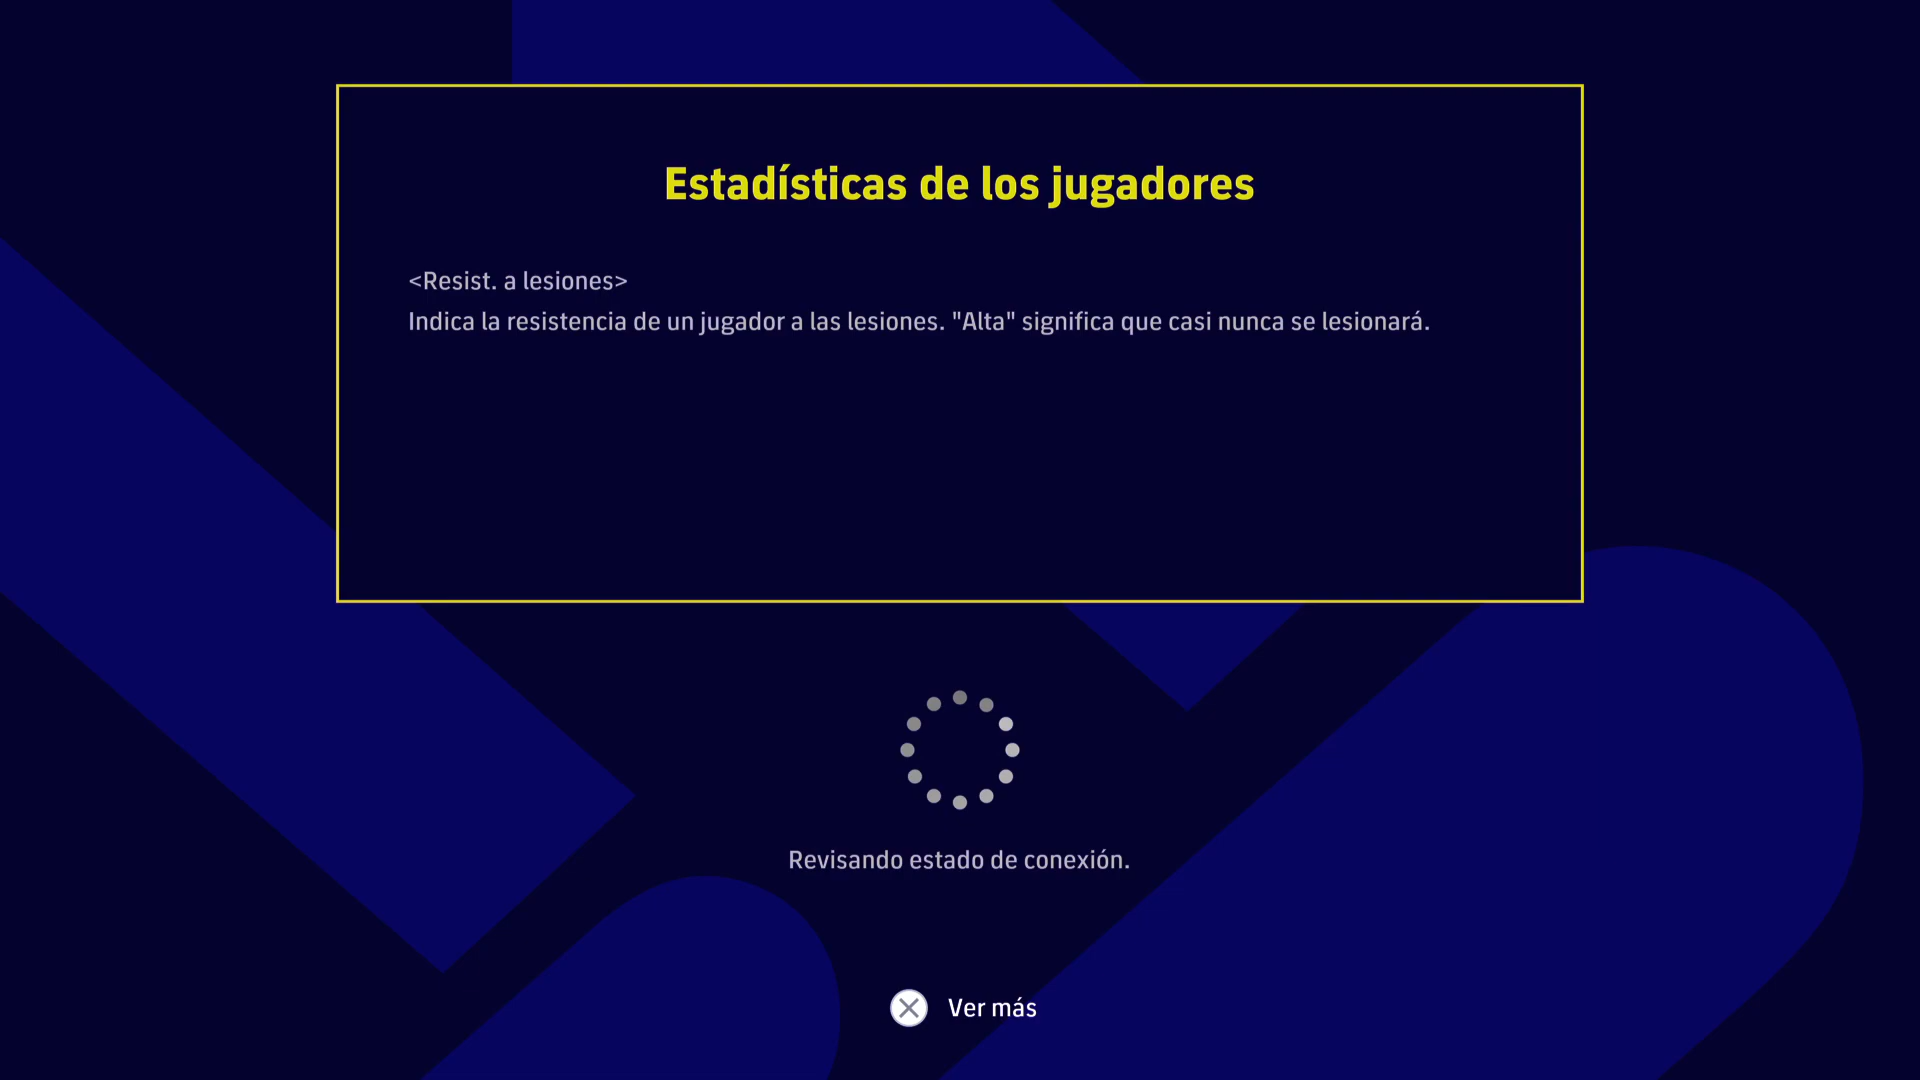 Estadísticas de los jugadores
<Resist. a lesiones>
Indica la resistencia de un jugador a las lesiones. "Alta" significa que casi nunca se lesionará.
Revisando estado de conexión.
Ver más